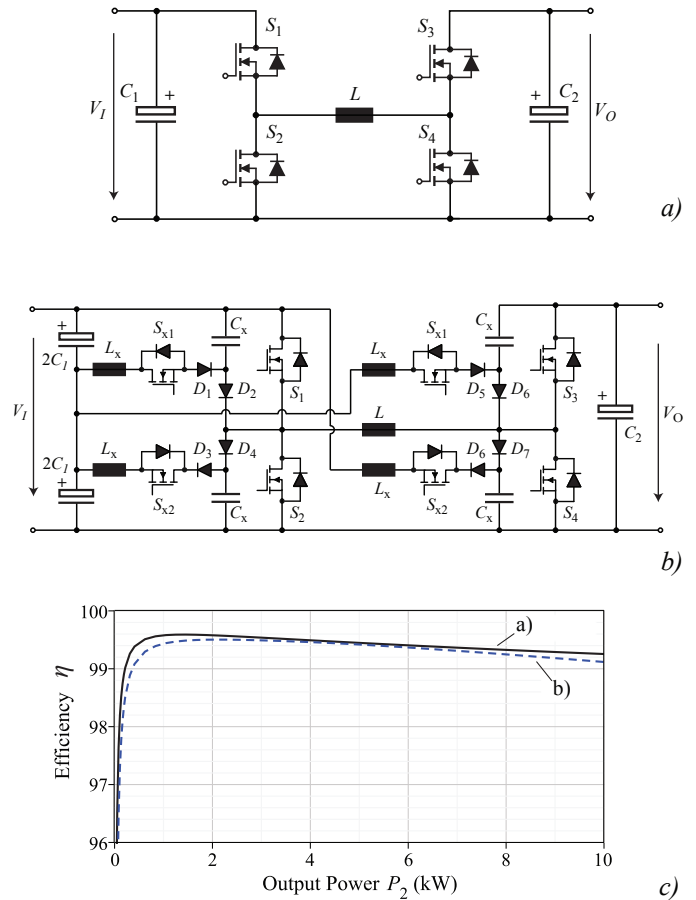 S1 S3
VI C1 + L + C2 VO
S2 S4
a)
+ Sx1 Cx Cx
2C1 Lx Lx Sx1
D1 D2 S1 D5 D6 S3
VI L + C2 VO
2C1 Lx D3 D4 D6 D7
+ Sx2 Cx S2 Lx Sx2 Cx S4
b)
100
99
98
97
96
Efficiency η
a)
b)
0 2 4 6 8 10
Output Power P2 (kW)
c)